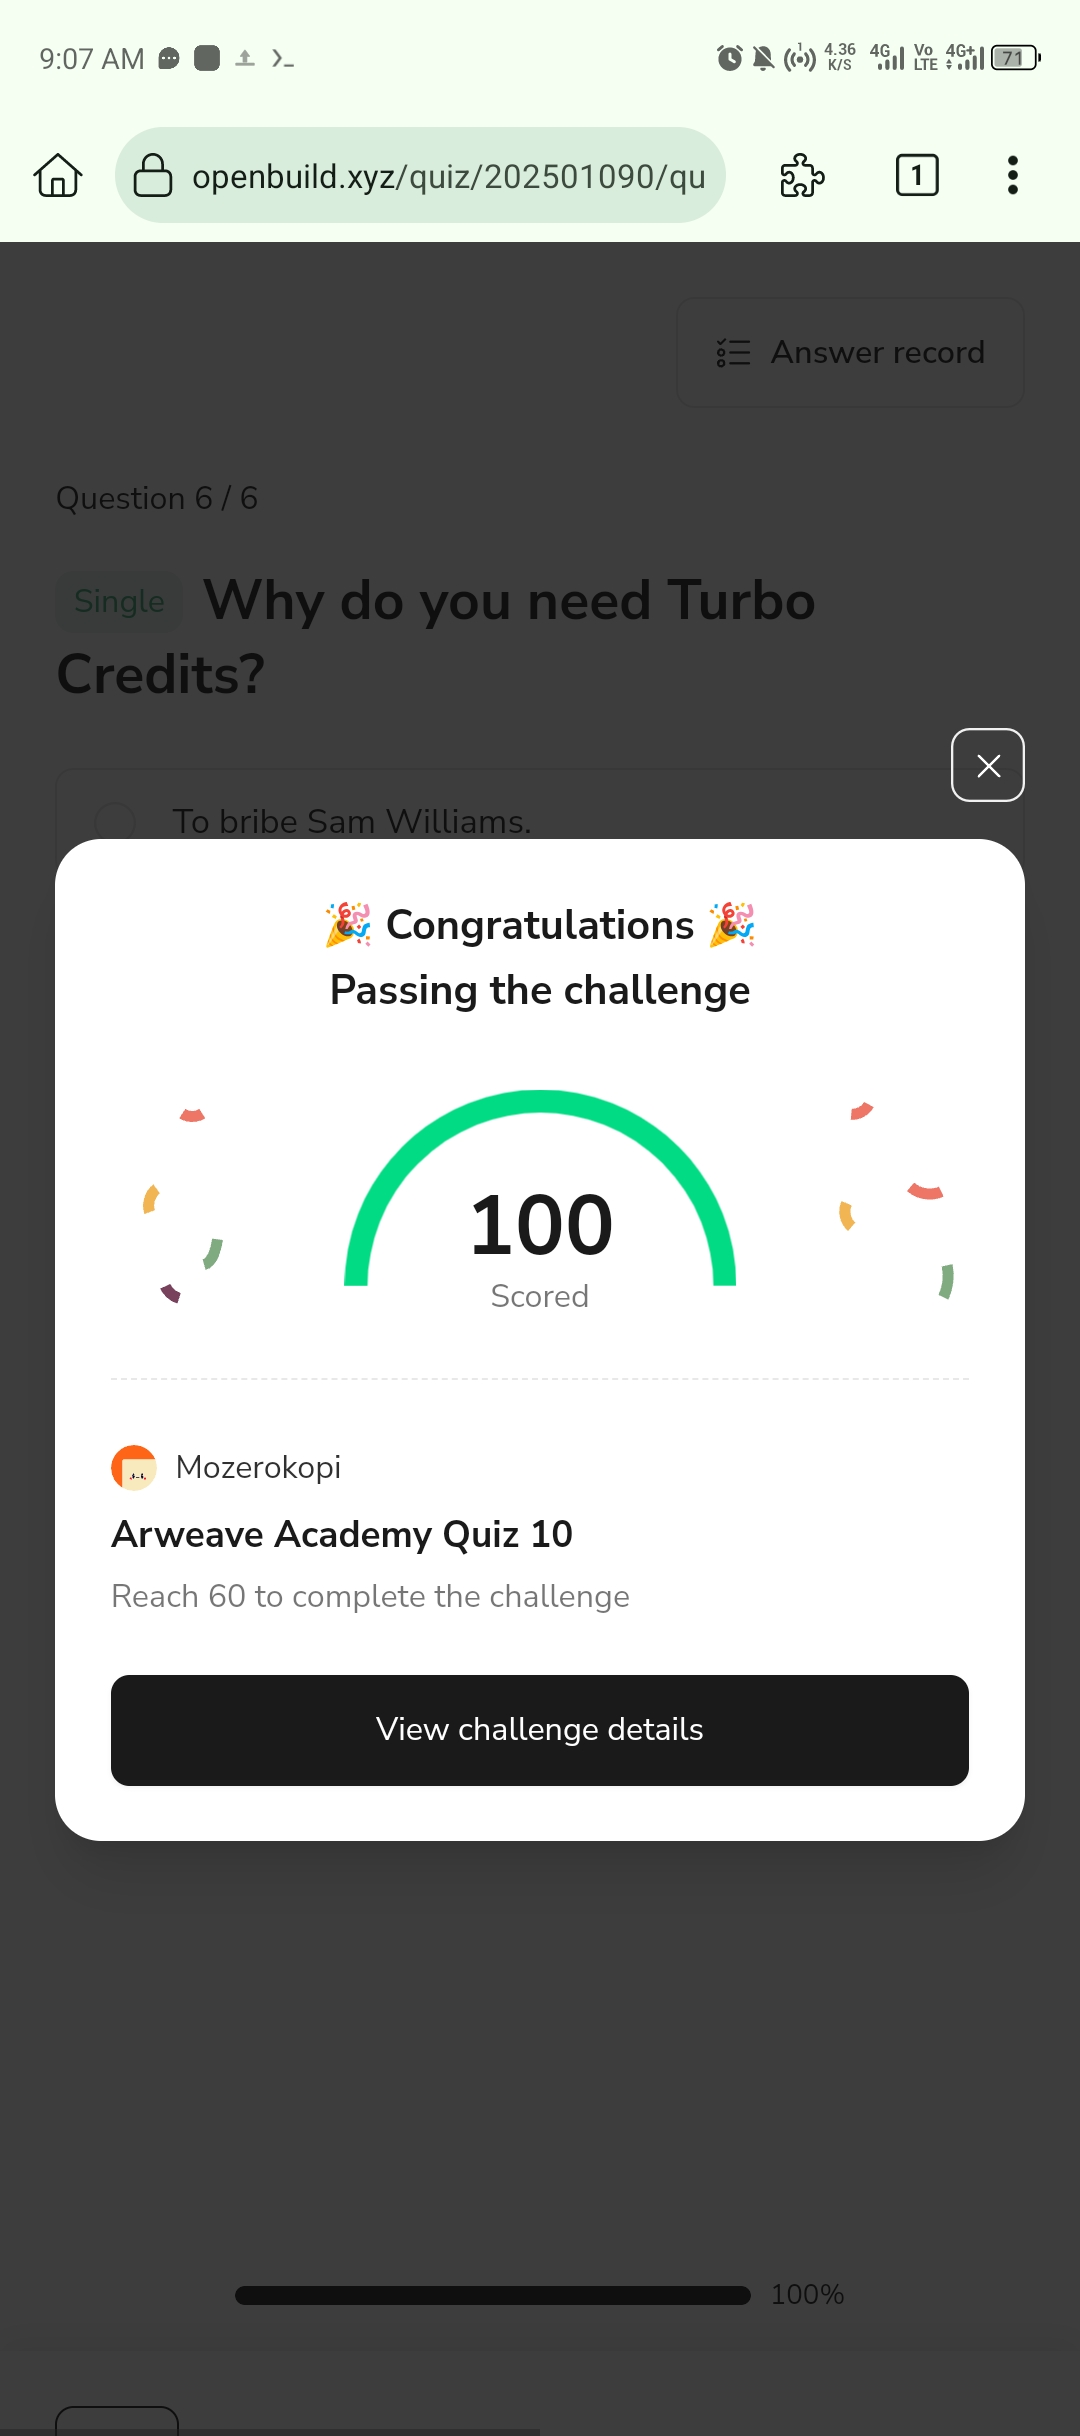 9:07 AM
4.36 K/S 4G Vo LTE 4G+ 71
openbuild.xyz/quiz/202501090/qu
1
Answer record
Question 6 / 6
Single Why do you need Turbo
Credits?
To bribe Sam Williams.
🎉 Congratulations 🎉
Passing the challenge
100
Scored
Mozerokopi
Arweave Academy Quiz 10
Reach 60 to complete the challenge
View challenge details
100%